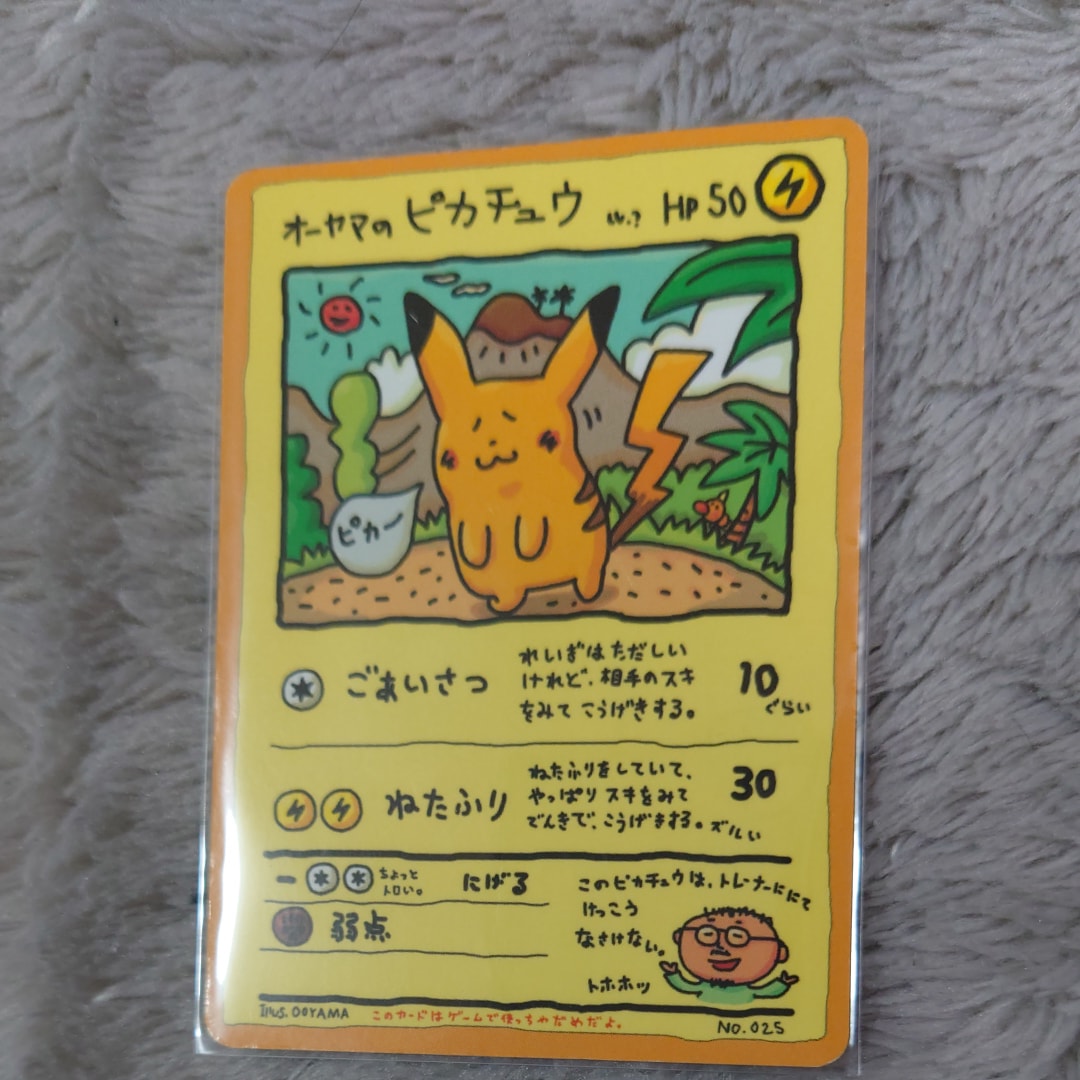 オーヤマの ピカチュウ LV.? HP 50
ピカー
ごあいさつ
れいぎはただしい
けれど、相手のスキ
をみて こうげきする。
10
ぐらい
ねたふり
ねたふりをしていて、
やっぱり スキをみて
でんきで、こうげきする。ズルい
30
ー ちょっと
トロい。
にげる
弱点
このピカチュウは、トレーナーににて
けっこう
なさけない。
トホホッ
Illus. OOYAMA
このカードはゲームで使っちゃだめだよ。
NO. 025